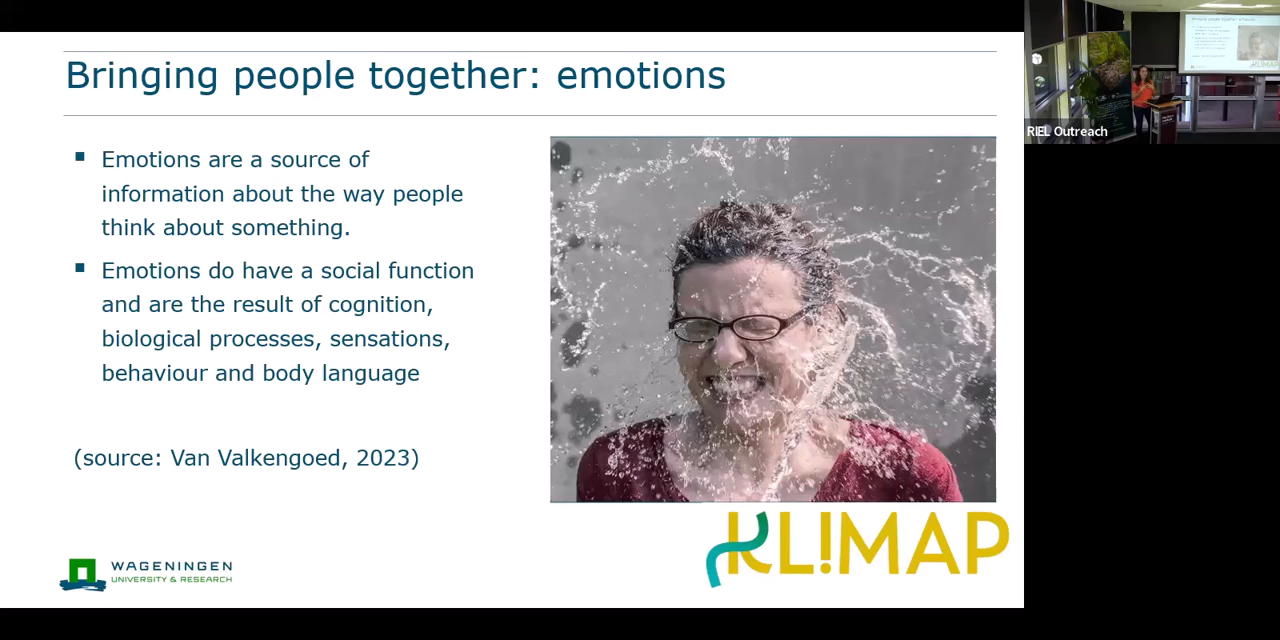 Bringing people together: emotions
Emotions are a source of
information about the way people
think about something.
Emotions do have a social function
and are the result of cognition,
biological processes, sensations,
behaviour and body language
(source: Van Valkengoed, 2023)
WAGENINGEN
UNIVERSITY & RESEARCH
KL!MAP
RIEL Outreach